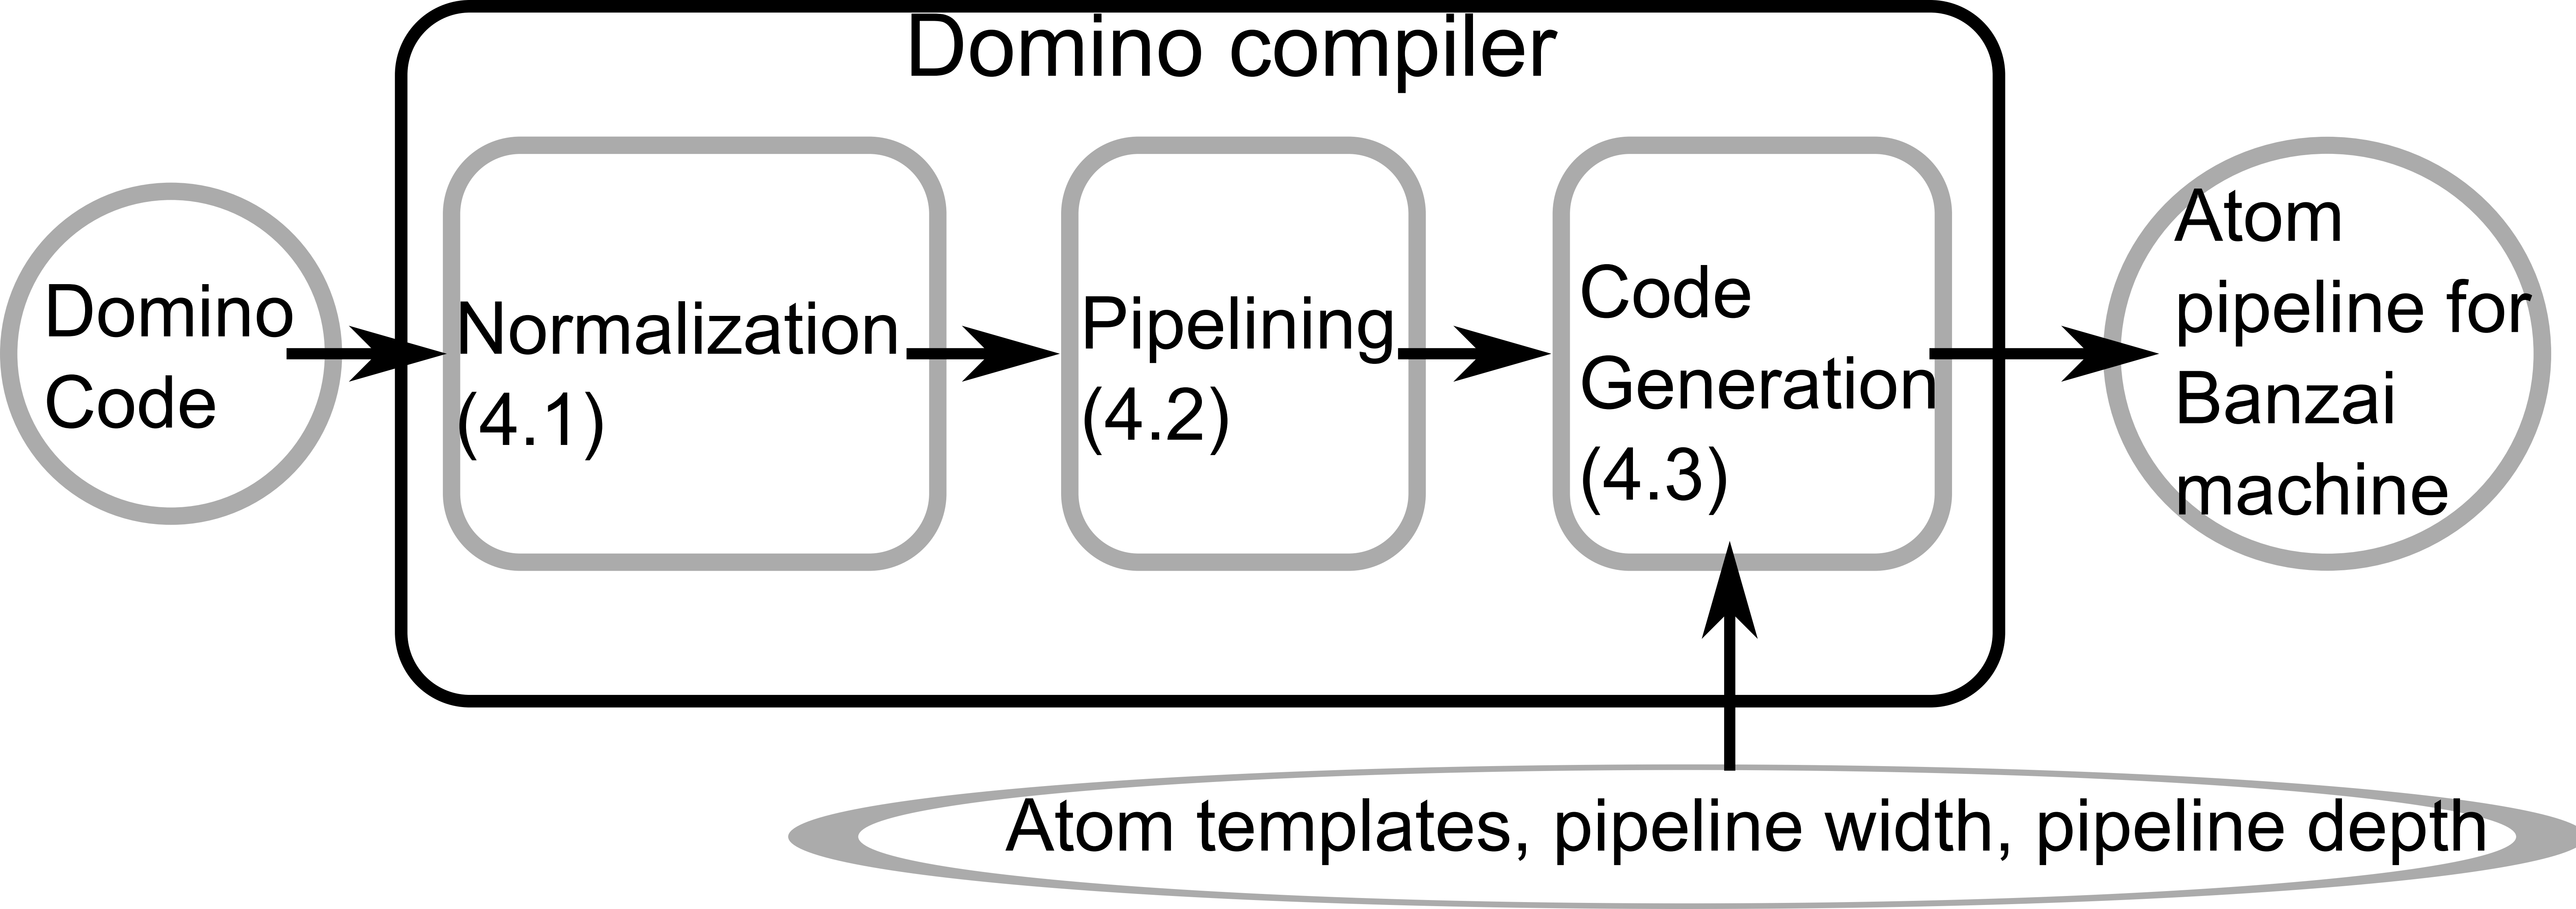 Domino compiler
Domino
Code
Normalization
(4.1)
Pipelining
(4.2)
Code
Generation
(4.3)
Atom
pipeline for
Banzai
machine
Atom templates, pipeline width, pipeline depth